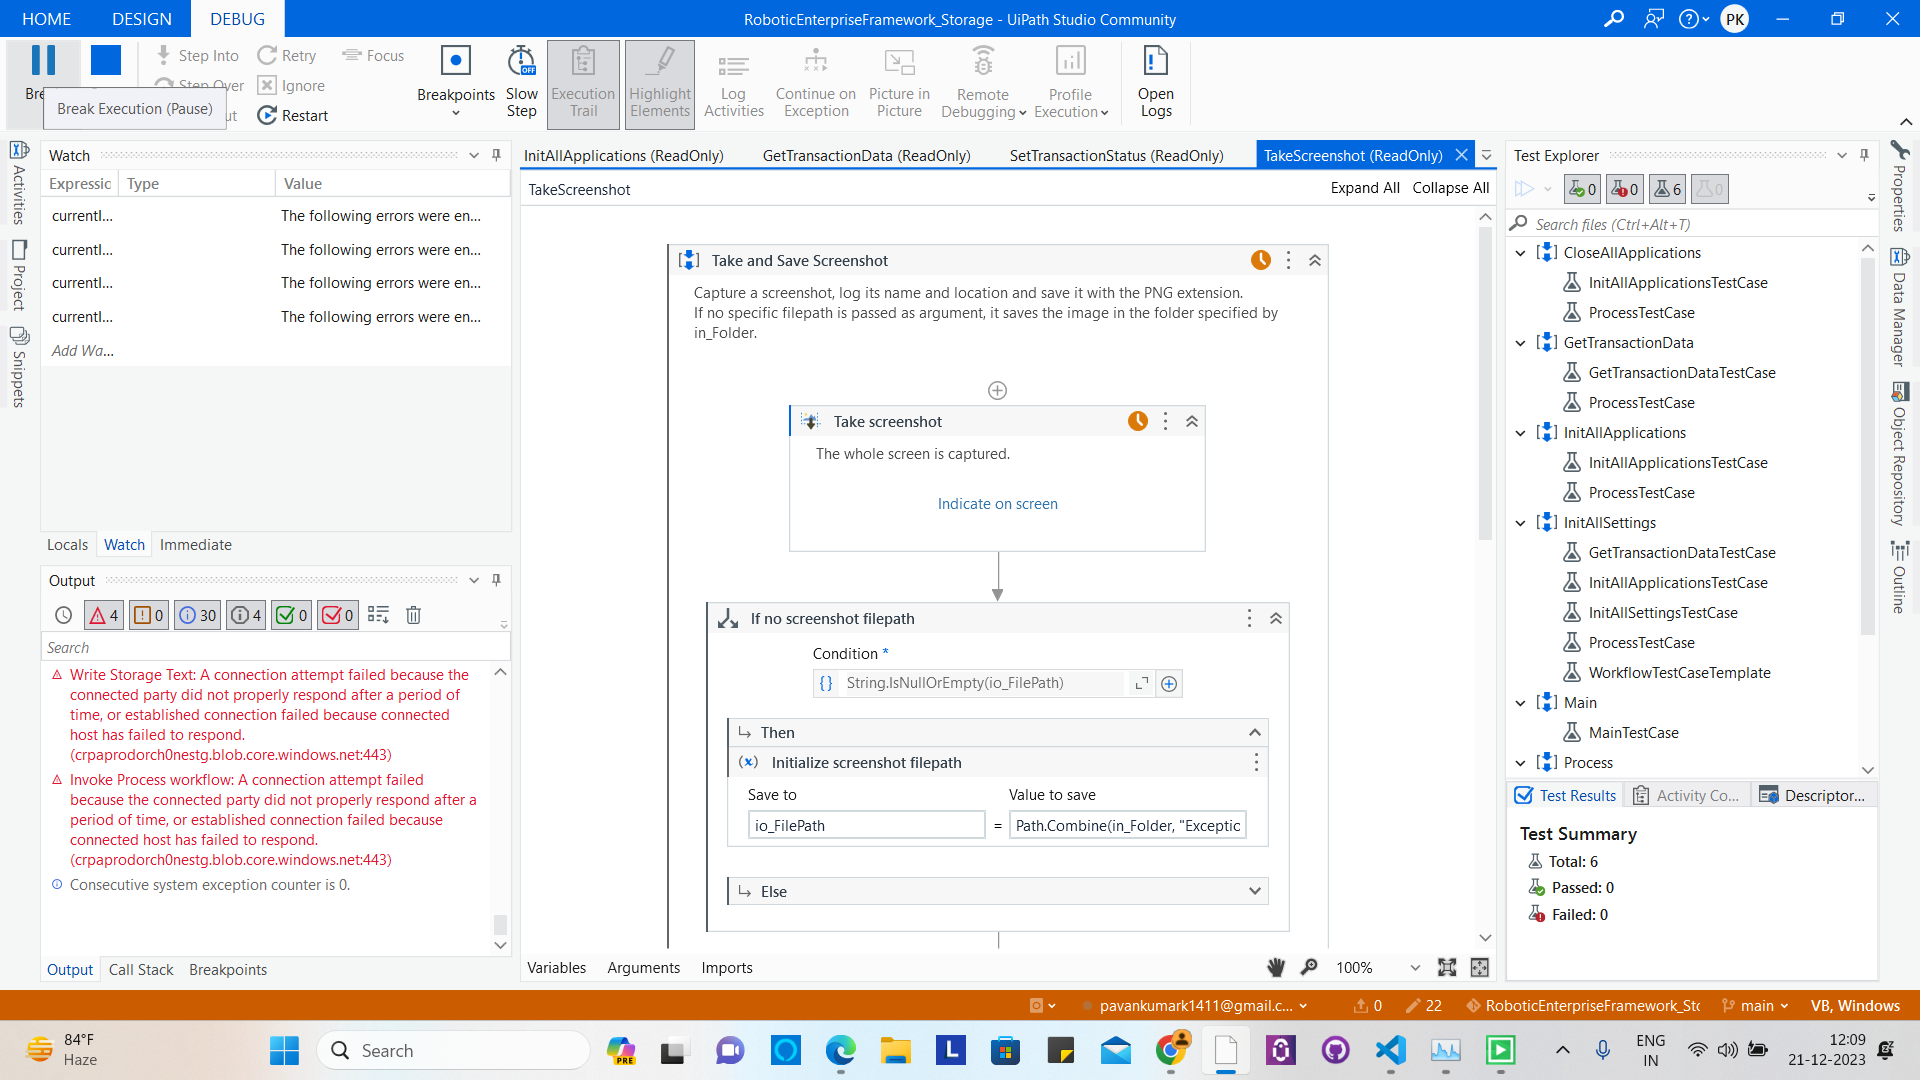 HOME DESIGN DEBUG
RoboticEnterpriseFramework_Storage - UiPath Studio Community
PK
Step Into Retry Focus
Step Over Ignore
Restart
Break Execution (Pause)
Breakpoints
Slow Step
Execution Trail
Highlight Elements
Log Activities
Continue on Exception
Picture in Picture
Remote Debugging
Profile Execution
Open Logs
Activities
Project
Snippets
Watch
Type Value
currentI... The following errors were en...
currentI... The following errors were en...
currentI... The following errors were en...
currentI... The following errors were en...
Add Wa...
Locals Watch Immediate
Output
4 0 30 4 0 0
Search
Write Storage Text: A connection attempt failed because the
connected party did not properly respond after a period of
time, or established connection failed because connected
host has failed to respond.
(crpaprodorch0nestg.blob.core.windows.net:443)
Invoke Process workflow: A connection attempt failed
because the connected party did not properly respond after a
period of time, or established connection failed because
connected host has failed to respond.
(crpaprodorch0nestg.blob.core.windows.net:443)
Consecutive system exception counter is 0.
Output Call Stack Breakpoints
InitAllApplications (ReadOnly) GetTransactionData (ReadOnly) SetTransactionStatus (ReadOnly) TakeScreenshot (ReadOnly)
TakeScreenshot Expand All Collapse All
Take and Save Screenshot
Capture a screenshot, log its name and location and save it with the PNG extension.
If no specific filepath is passed as argument, it saves the image in the folder specified by
in_Folder.
Take screenshot
The whole screen is captured.
Indicate on screen
If no screenshot filepath
Condition *
String.IsNullOrEmpty(io_FilePath)
Then
Initialize screenshot filepath
Save to Value to save
io_FilePath = Path.Combine(in_Folder, "Exceptic
Else
Variables Arguments Imports 100%
Test Explorer
0 0 6 0
Search files (Ctrl+Alt+T)
CloseAllApplications
InitAllApplicationsTestCase
ProcessTestCase
GetTransactionData
GetTransactionDataTestCase
ProcessTestCase
InitAllApplications
InitAllApplicationsTestCase
ProcessTestCase
InitAllSettings
GetTransactionDataTestCase
InitAllApplicationsTestCase
InitAllSettingsTestCase
ProcessTestCase
WorkflowTestCaseTemplate
Main
MainTestCase
Process
Test Results Activity Co... Descriptor...
Test Summary
Total: 6
Passed: 0
Failed: 0
Properties
Data Manager
Object Repository
Outline
pavankumark1411@gmail.c... 0 22 RoboticEnterpriseFramework_Stc main VB, Windows
84°F
Haze
Search
PRE
L
ENG
IN
12:09
21-12-2023